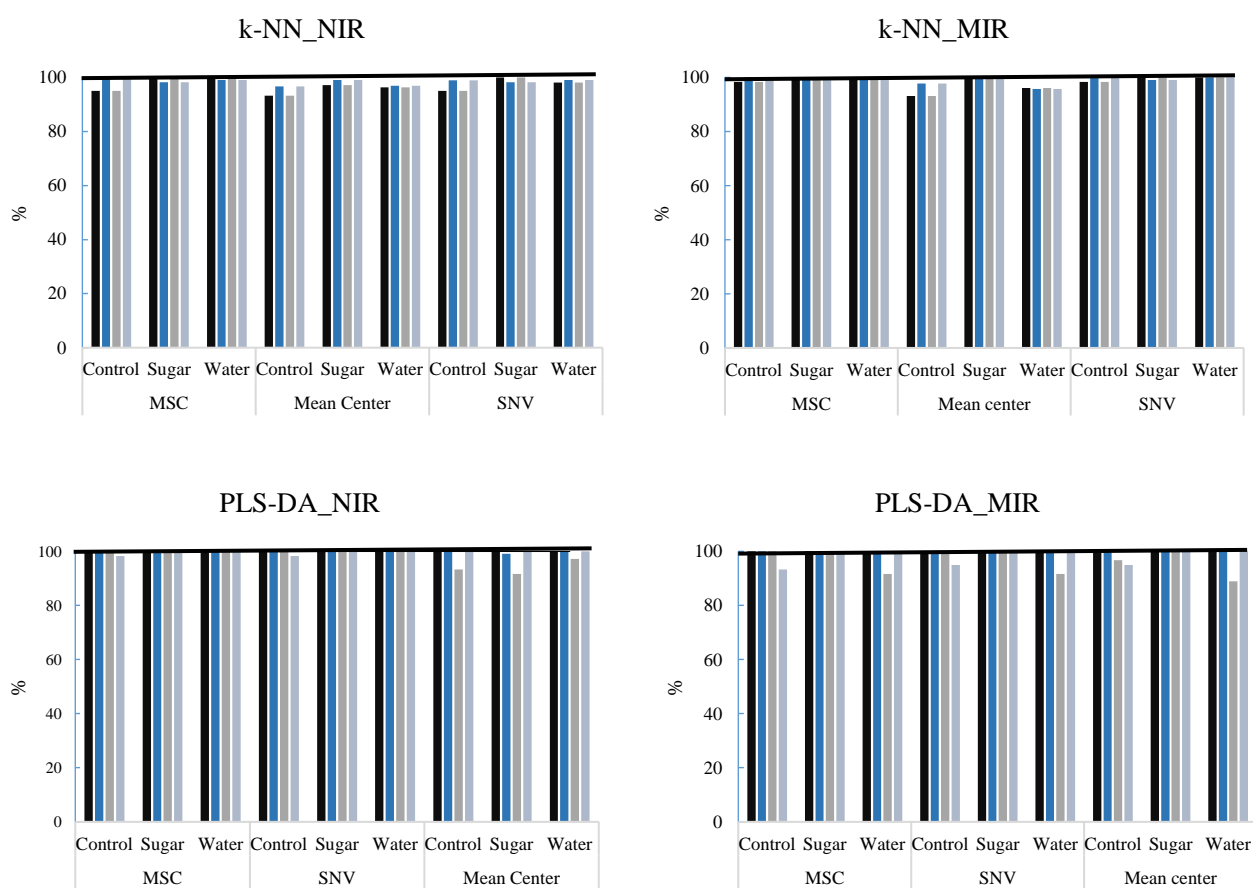 k-NN_NIR
100
80
60
40
20
0
%
Control Sugar Water Control Sugar Water Control Sugar Water
MSC Mean Center SNV
k-NN_MIR
100
80
60
40
20
0
%
Control Sugar Water Control Sugar Water Control Sugar Water
MSC Mean center SNV
PLS-DA_NIR
100
80
60
40
20
0
%
Control Sugar Water Control Sugar Water Control Sugar Water
MSC SNV Mean Center
PLS-DA_MIR
100
80
60
40
20
0
%
Control Sugar Water Control Sugar Water Control Sugar Water
MSC SNV Mean center